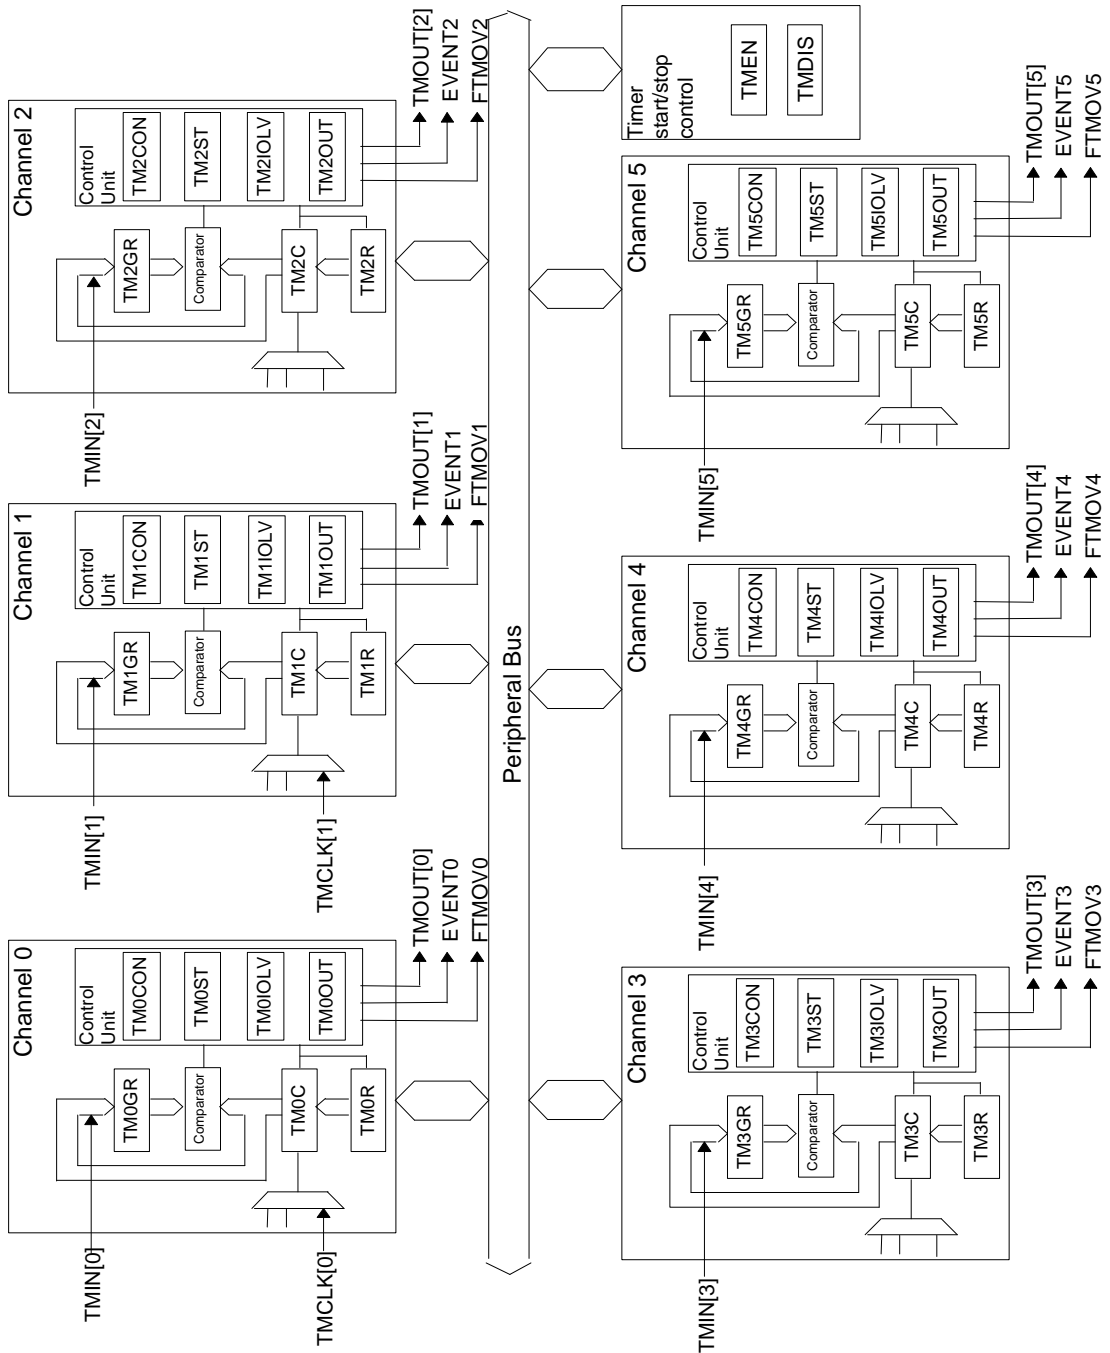 Channel 0
Control
Unit
TM0CON
TM0ST
TM0IOLV
TM0OUT
TM0GR
Comparator
TM0C
TM0R
TMIN[0]
TMCLK[0]
TMOUT[0]
EVENT0
FTMOV0
Channel 1
Control
Unit
TM1CON
TM1ST
TM1IOLV
TM1OUT
TM1GR
Comparator
TM1C
TM1R
TMIN[1]
TMCLK[1]
TMOUT[1]
EVENT1
FTMOV1
Channel 2
Control
Unit
TM2CON
TM2ST
TM2IOLV
TM2OUT
TM2GR
Comparator
TM2C
TM2R
TMIN[2]
TMOUT[2]
EVENT2
FTMOV2
Peripheral Bus
Channel 3
Control
Unit
TM3CON
TM3ST
TM3IOLV
TM3OUT
TM3GR
Comparator
TM3C
TM3R
TMIN[3]
TMOUT[3]
EVENT3
FTMOV3
Channel 4
Control
Unit
TM4CON
TM4ST
TM4IOLV
TM4OUT
TM4GR
Comparator
TM4C
TM4R
TMIN[4]
TMOUT[4]
EVENT4
FTMOV4
Channel 5
Control
Unit
TM5CON
TM5ST
TM5IOLV
TM5OUT
TM5GR
Comparator
TM5C
TM5R
TMIN[5]
TMOUT[5]
EVENT5
FTMOV5
Timer
start/stop
control
TMEN
TMDIS